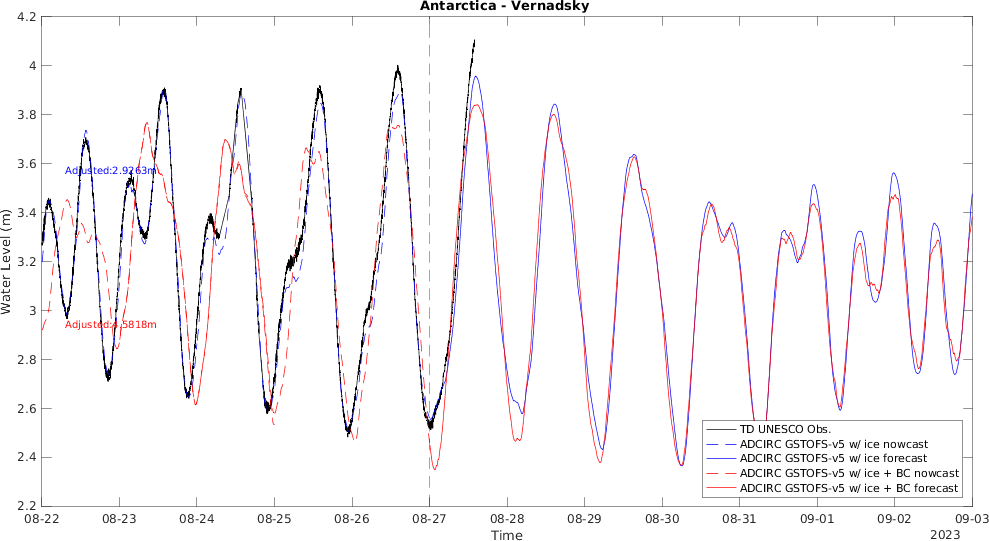 Antarctica - Vernadsky
4.2
4
3.8
3.6
3.4
3.2
3
2.8
2.6
2.4
2.2
Water Level (m)
Adjusted:2.9263m
Adjusted: .5818m
TD UNESCO Obs.
ADCIRC GSTOFS-v5 w/ ice nowcast
ADCIRC GSTOFS-v5 w/ ice forecast
ADCIRC GSTOFS-v5 w/ ice + BC nowcast
ADCIRC GSTOFS-v5 w/ ice + BC forecast
08-22 08-23 08-24 08-25 08-26 08-27 08-28 08-29 08-30 08-31 09-01 09-02 09-03
Time
2023